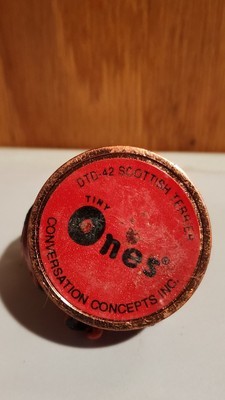 DTD-42 SCOTTISH TERRIER
TINY
Ones®
CONVERSATION CONCEPTS INC.